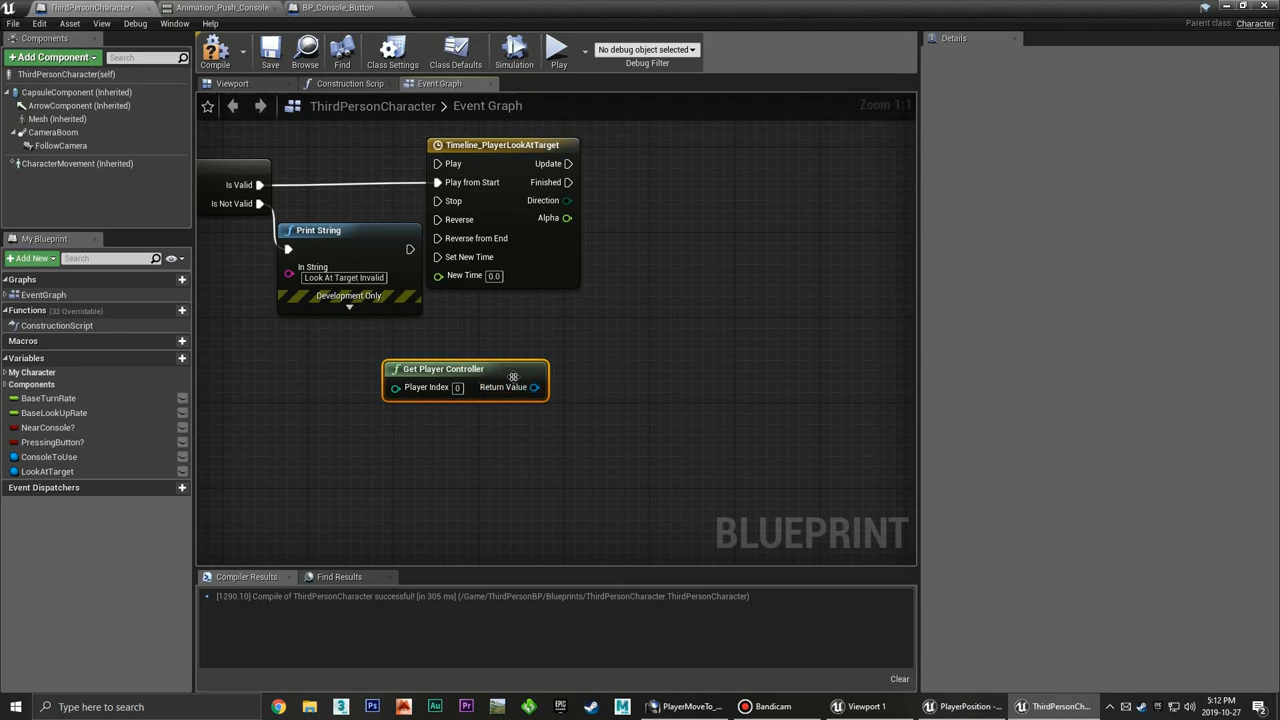 ThirdPersonCharacter*
Animation_Push_Console
BP_Console_Button
File Edit Asset View Debug Window Help
Parent class: Character
Components
Add Component
Search
ThirdPersonCharacter(self)
CapsuleComponent (Inherited)
ArrowComponent (Inherited)
Mesh (Inherited)
CameraBoom
FollowCamera
CharacterMovement (Inherited)
My Blueprint
Add New
Search
Graphs
EventGraph
Functions (32 Overridable)
ConstructionScript
Macros
Variables
My Character
Components
BaseTurnRate
BaseLookUpRate
NearConsole?
PressingButton?
ConsoleToUse
LookAtTarget
Event Dispatchers
Compile
Save
Browse
Find
Class Settings
Class Defaults
Simulation
Play
No debug object selected
Debug Filter
Viewport
Construction Scrip
Event Graph
ThirdPersonCharacter > Event Graph
Zoom 1:1
Is Valid
Is Not Valid
Print String
In String
Look At Target Invalid
Development Only
Timeline_PlayerLookAtTarget
Play Update
Play from Start Finished
Stop Direction
Reverse Alpha
Reverse from End
Set New Time
New Time 0.0
Get Player Controller
Player Index 0 Return Value
BLUEPRINT
Compiler Results
Find Results
[1290.10] Compile of ThirdPersonCharacter successful! [in 305 ms] (/Game/ThirdPersonBP/Blueprints/ThirdPersonCharacter.ThirdPersonCharacter)
Clear
Details
Type here to search
PlayerMoveTo_...
Bandicam
Viewport 1
PlayerPosition -...
ThirdPersonCh...
5:12 PM
2019-10-27
2